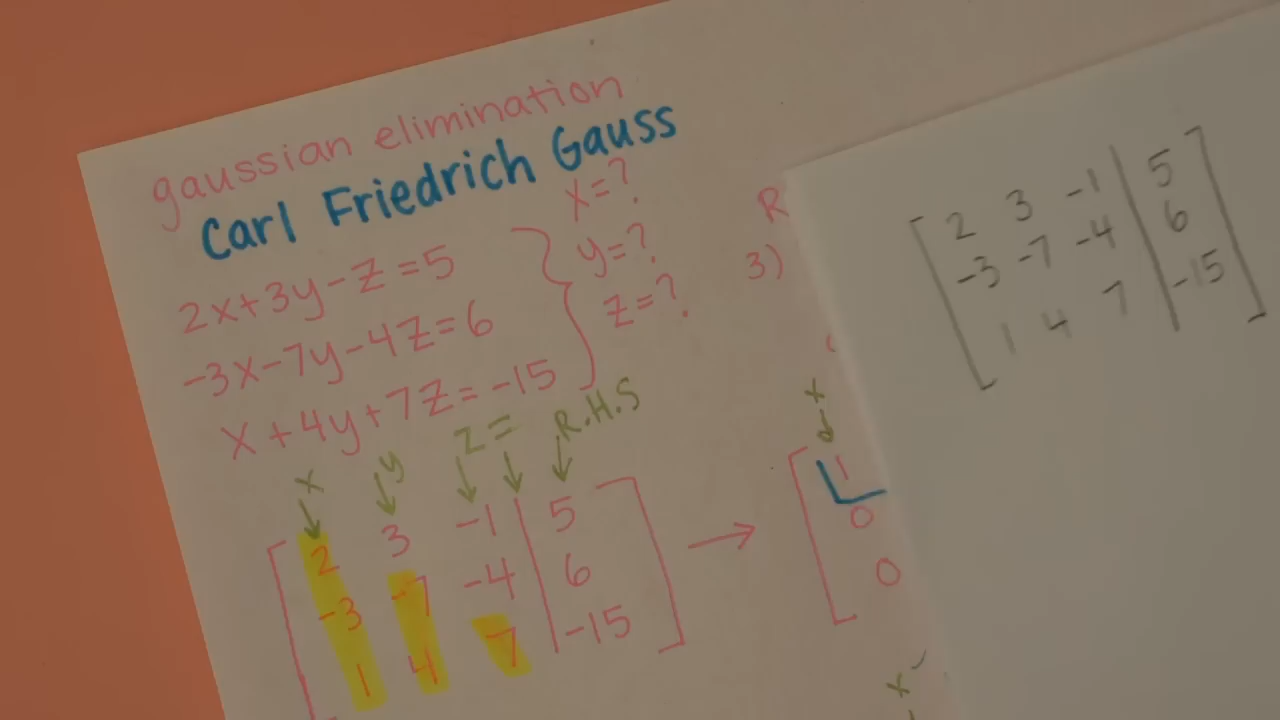 gaussian elimination
Carl Friedrich Gauss
2x+3y-z=5
-3x-7y-4z=6
x+4y+7z=-15
x=?
y=?
z=?
x y z = R.H.S
2 3 -1 | 5
-3 -7 -4 | 6
1 4 7 | -15
R
3)
x
1
0
0
x
2 3 -1 | 5
-3 -7 -4 | 6
1 4 7 | -15